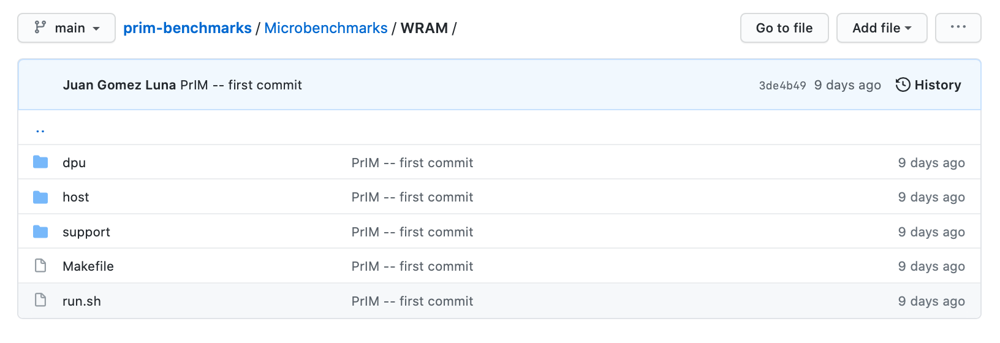 main prim-benchmarks / Microbenchmarks / WRAM / Go to file Add file ...
Juan Gomez Luna PrIM -- first commit 3de4b49 9 days ago History
..
dpu PrIM -- first commit 9 days ago
host PrIM -- first commit 9 days ago
support PrIM -- first commit 9 days ago
Makefile PrIM -- first commit 9 days ago
run.sh PrIM -- first commit 9 days ago